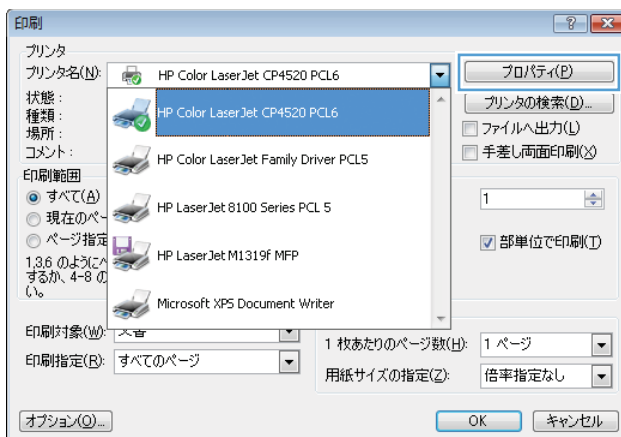 印刷
プリンタ
プリンタ名(N): HP Color LaserJet CP4520 PCL6 プロパティ(P)
状態 : HP Color LaserJet CP4520 PCL6 プリンタの検索(D)...
種類 :
場所 : ファイルへ出力(L)
コメント : HP Color LaserJet Family Driver PCL5 手差し両面印刷(X)
印刷範囲
すべて(A) HP LaserJet 8100 Series PCL 5 1
現在のペ
ページ指定 部単位で印刷(T)
1,3,6 のように HP LaserJet M1319f MFP
するか、4-8 の
い。
Microsoft XPS Document Writer
印刷対象(W):
1 枚あたりのページ数(H): 1 ページ
印刷指定(R): すべてのページ
用紙サイズの指定(Z): 倍率指定なし
オプション(O)... OK キャンセル